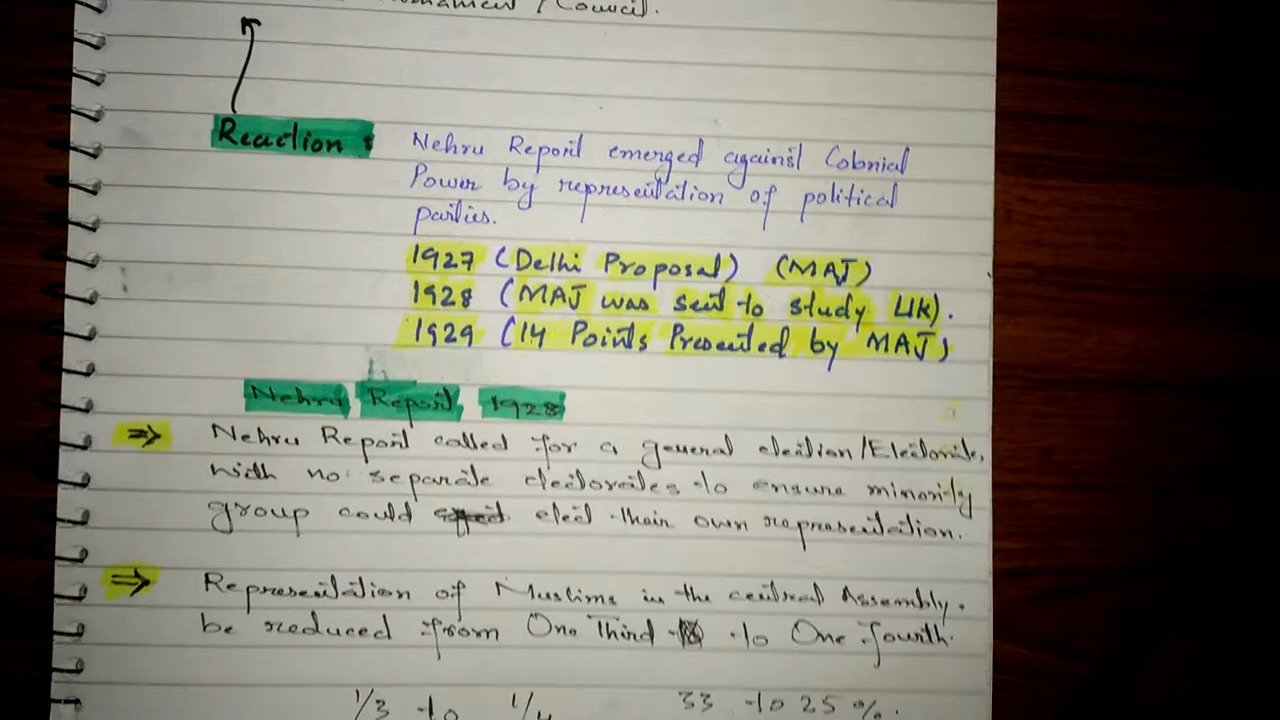 /Council.
Reaction : Nehru Report emerged against Colonial
Power by representation of political
parties.
1927 (Delhi Proposal) (MAJ)
1928 (MAJ was sent to study UK).
1929 (14 Points Presented by MAJ)
Nehru Report 1928
⇒ Nehru Report called for a general election/Electorate,
with no separate electorates to ensure minority
group could elect their own representation.
⇒ Representation of Muslims in the central Assembly.
be reduced from One Third to One fourth.
1/3 to 1/4 33 to 25 %.